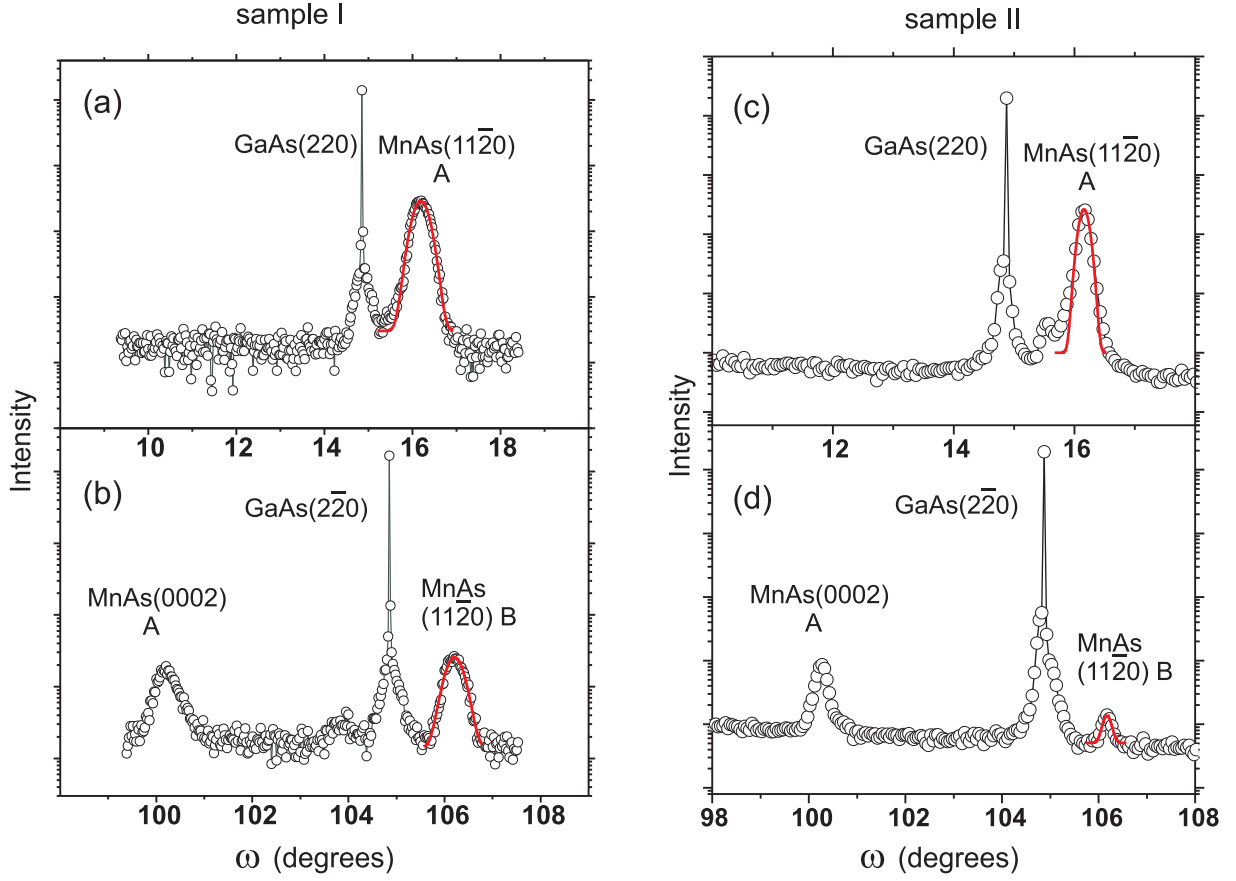 sample I
sample II
(a)
GaAs(220)
MnAs(112̅0)
A
10 12 14 16 18
(c)
GaAs(220)
MnAs(112̅0)
A
12 14 16
Intensity
Intensity
(b)
GaAs(22̅0)
MnAs(0002)
A
MnAs
(112̅0) B
100 102 104 106 108
ω (degrees)
(d)
GaAs(22̅0)
MnAs(0002)
A
MnAs
(112̅0) B
98 100 102 104 106 108
ω (degrees)